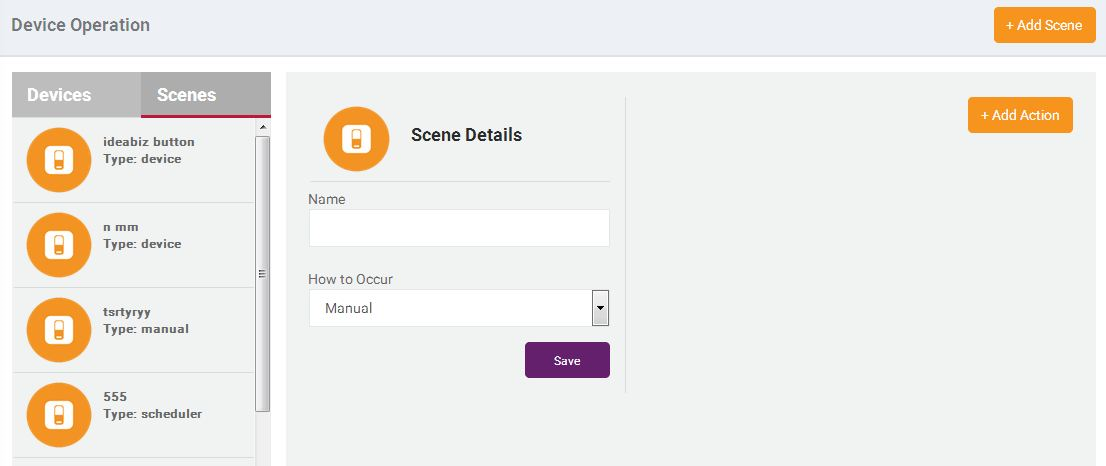 Device Operation
+ Add Scene
Devices
Scenes
ideabiz button
Type: device
n mm
Type: device
tsrtyryy
Type: manual
555
Type: scheduler
Scene Details
Name
How to Occur
Manual
Save
+ Add Action